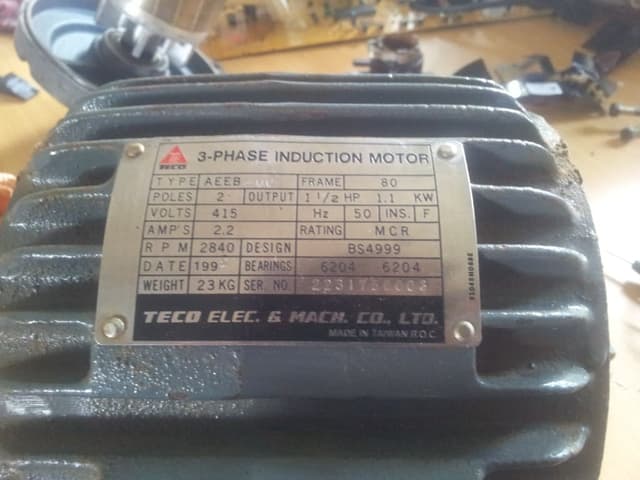 TECO
3-PHASE INDUCTION MOTOR
TYPE AEEB FRAME 80
POLES 2 OUTPUT 1 1/2 HP 1.1 KW
VOLTS 415 Hz 50 INS. F
AMP'S 2.2 RATING M C R
R P M 2840 DESIGN BS4999
DATE BEARINGS 6204 6204
WEIGHT 23 KG SER. NO.
TECO ELEC. & MACH. CO., LTD.
MADE IN TAIWAN R.O.C.